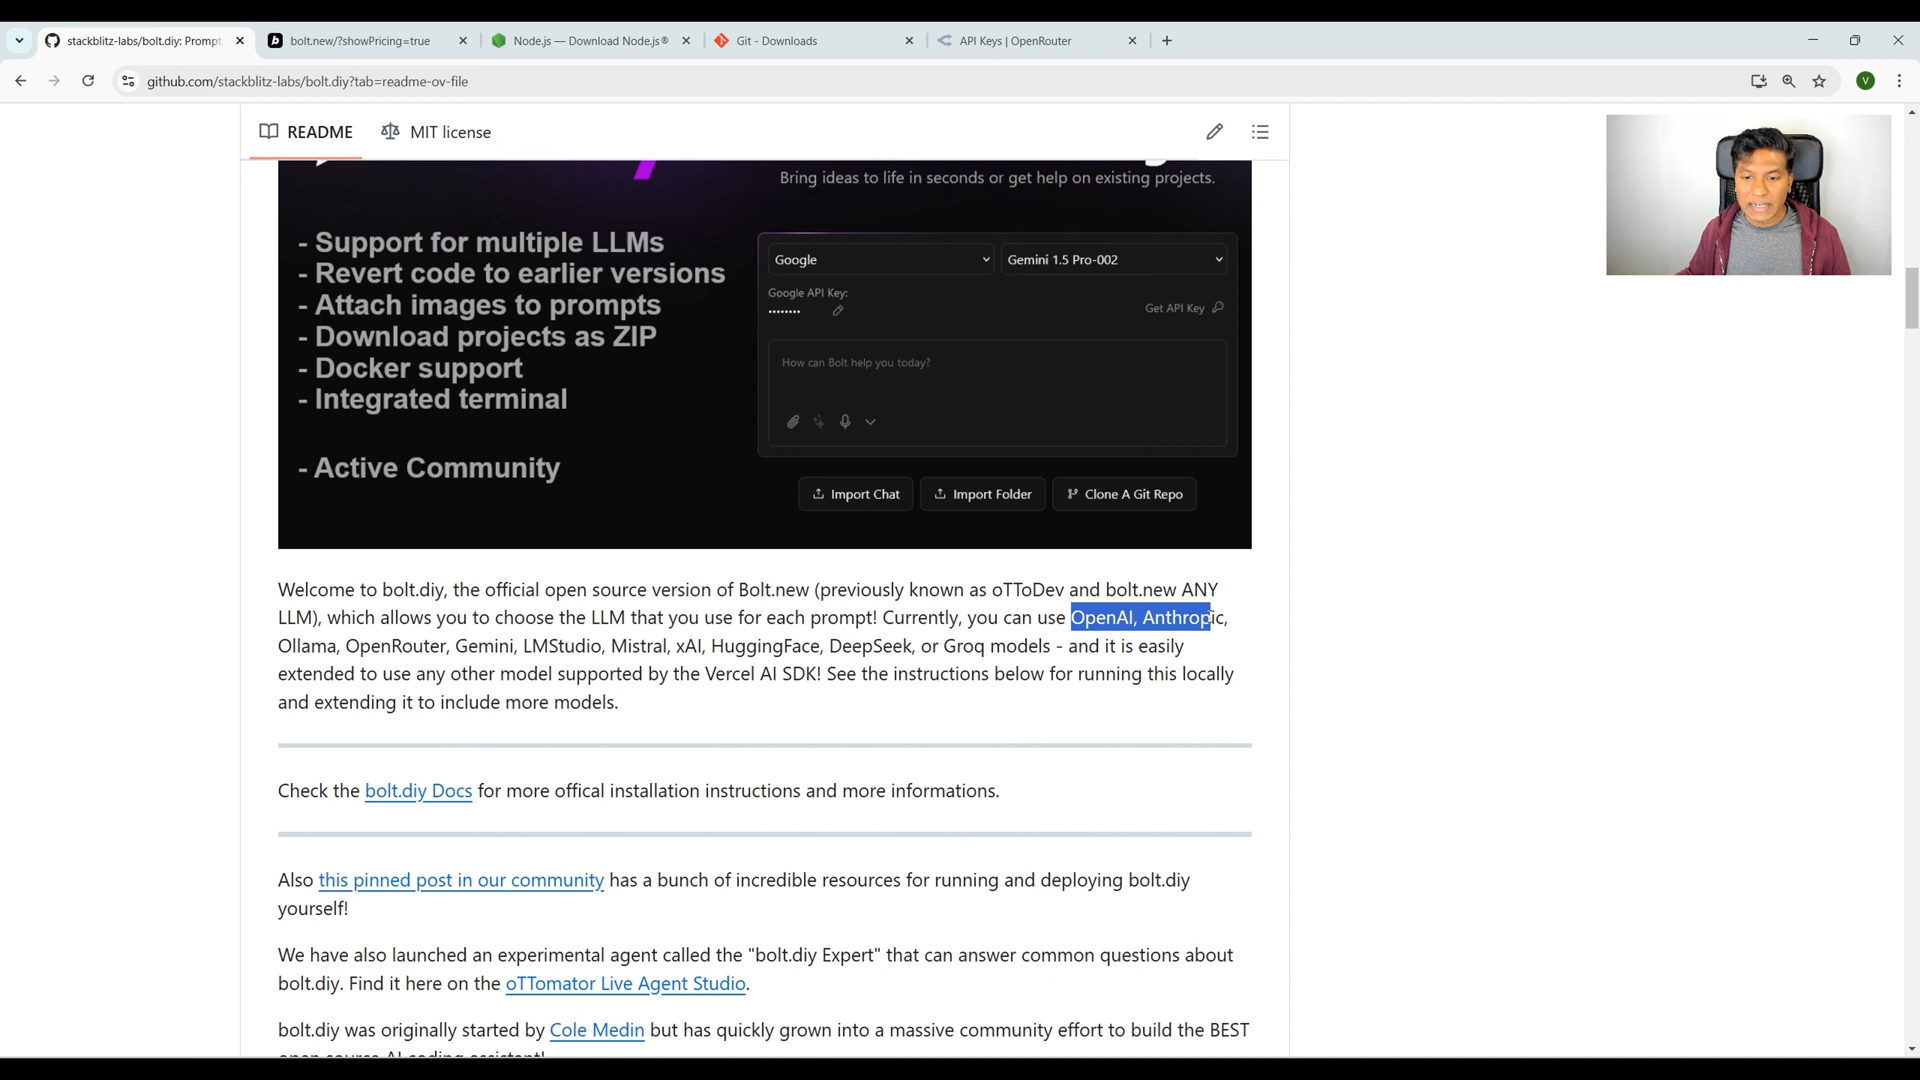 stackblitz-labs/bolt.diy: Prompt
bolt.new/?showPricing=true
Node.js — Download Node.js®
Git - Downloads
API Keys | OpenRouter
github.com/stackblitz-labs/bolt.diy?tab=readme-ov-file
V
README
MIT license
Bring ideas to life in seconds or get help on existing projects.
- Support for multiple LLMs
- Revert code to earlier versions
- Attach images to prompts
- Download projects as ZIP
- Docker support
- Integrated terminal
- Active Community
Google
Gemini 1.5 Pro-002
Google API Key:
••••••••
Get API Key
How can Bolt help you today?
Import Chat
Import Folder
Clone A Git Repo
Welcome to bolt.diy, the official open source version of Bolt.new (previously known as oTToDev and bolt.new ANY
LLM), which allows you to choose the LLM that you use for each prompt! Currently, you can use OpenAI, Anthropic,
Ollama, OpenRouter, Gemini, LMStudio, Mistral, xAI, HuggingFace, DeepSeek, or Groq models - and it is easily
extended to use any other model supported by the Vercel AI SDK! See the instructions below for running this locally
and extending it to include more models.
Check the bolt.diy Docs for more offical installation instructions and more informations.
Also this pinned post in our community has a bunch of incredible resources for running and deploying bolt.diy
yourself!
We have also launched an experimental agent called the "bolt.diy Expert" that can answer common questions about
bolt.diy. Find it here on the oTTomator Live Agent Studio.
bolt.diy was originally started by Cole Medin but has quickly grown into a massive community effort to build the BEST
open source AI coding assistant!